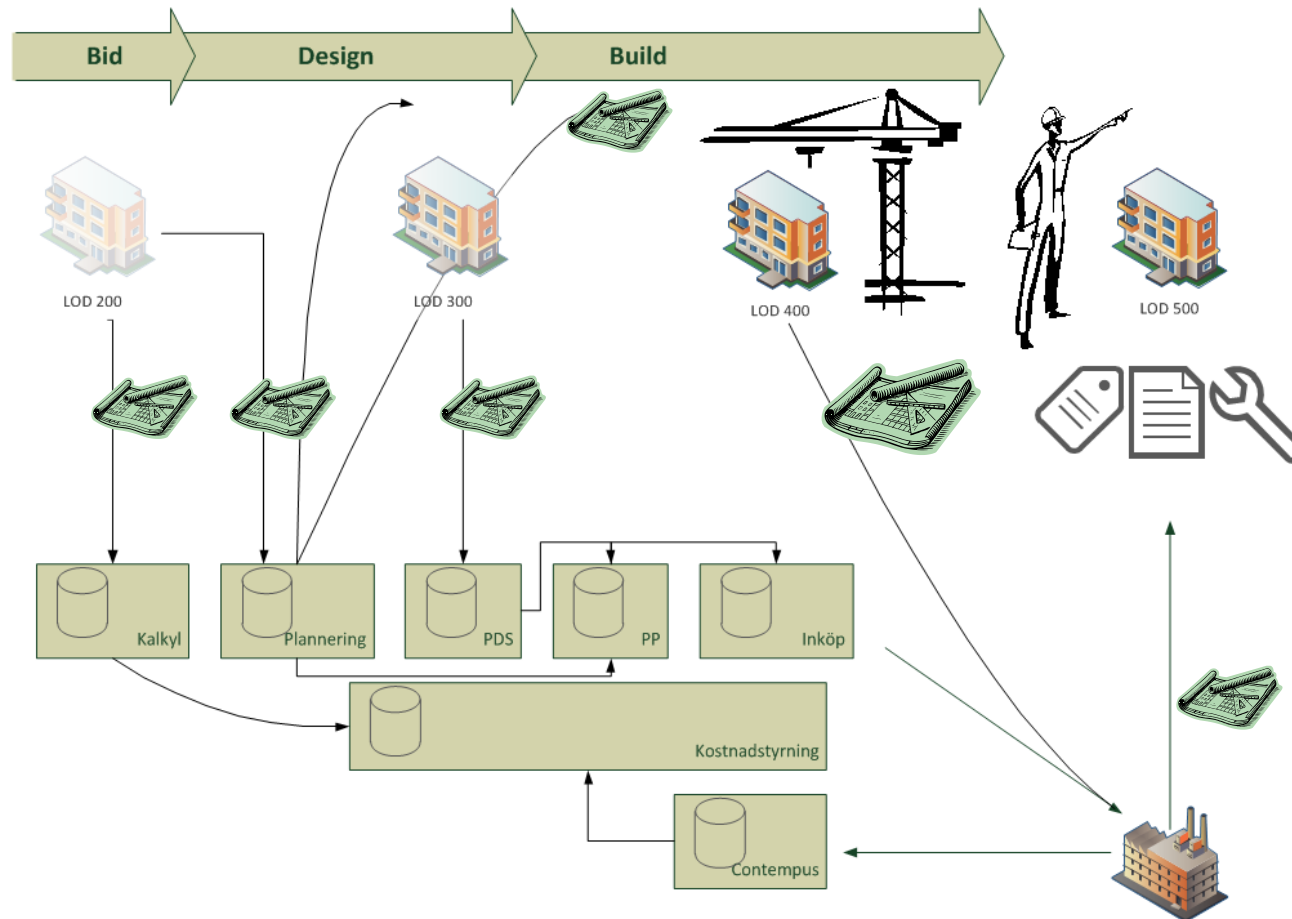 Bid
Design
Build
LOD 200
LOD 300
LOD 400
LOD 500
Kalkyl
Plannering
PDS
PP
Inköp
Kostnadstyrning
Contempus